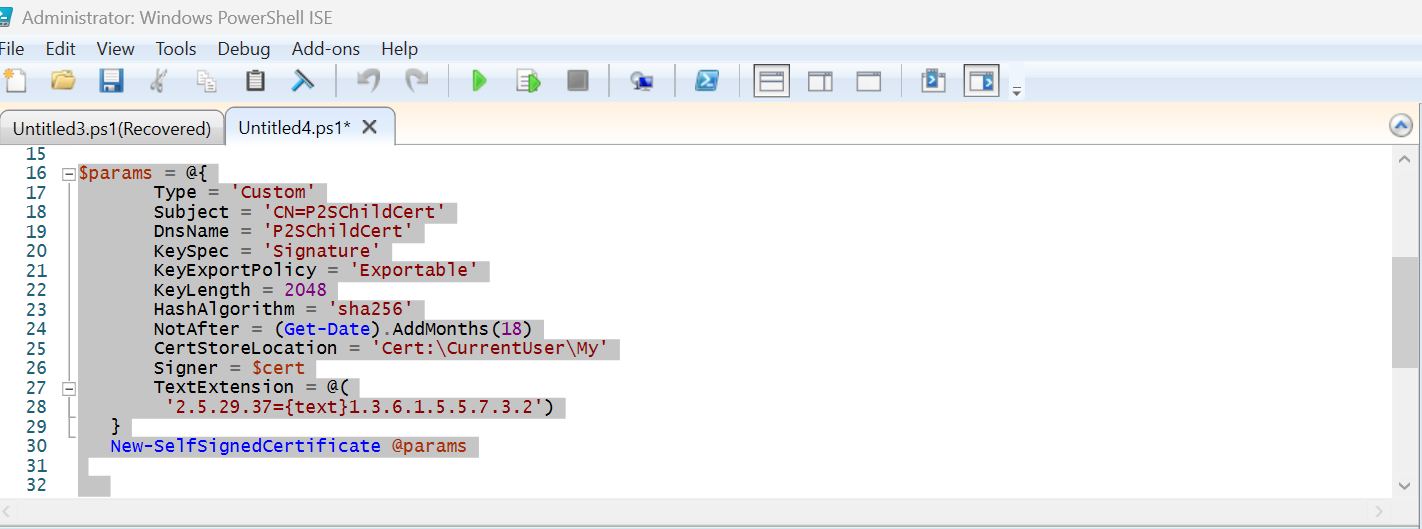 Administrator: Windows PowerShell ISE
File Edit View Tools Debug Add-ons Help
Untitled3.ps1(Recovered) Untitled4.ps1*
15
16 $params = @{
17 Type = 'Custom'
18 Subject = 'CN=P2SChildCert'
19 DnsName = 'P2SChildCert'
20 KeySpec = 'Signature'
21 KeyExportPolicy = 'Exportable'
22 KeyLength = 2048
23 HashAlgorithm = 'sha256'
24 NotAfter = (Get-Date).AddMonths(18)
25 CertStoreLocation = 'Cert:\CurrentUser\My'
26 Signer = $cert
27 TextExtension = @(
28 '2.5.29.37={text}1.3.6.1.5.5.7.3.2')
29 }
30 New-SelfSignedCertificate @params
31
32